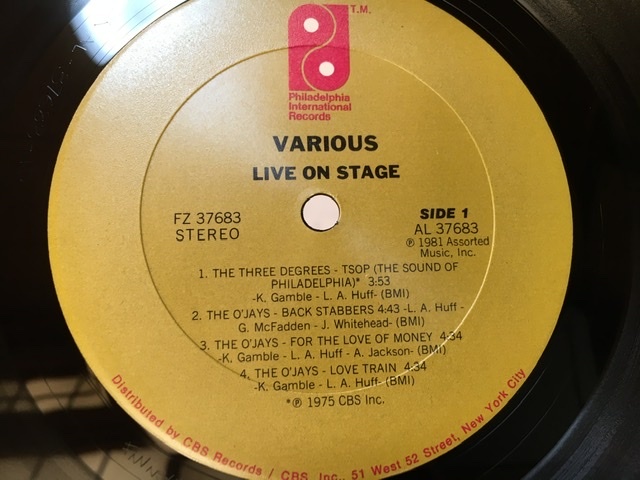 T.M.
Philadelphia
International
Records
VARIOUS
LIVE ON STAGE
FZ 37683
STEREO
SIDE 1
AL 37683
℗ 1981 Assorted
Music, Inc.
1. THE THREE DEGREES - TSOP (THE SOUND OF
PHILADELPHIA)* 3:53
-K. Gamble - L. A. Huff- (BMI)
2. THE O'JAYS - BACK STABBERS 4:43 -L. A. Huff -
G. McFadden - J. Whitehead- (BMI)
3. THE O'JAYS - FOR THE LOVE OF MONEY 4:34
-K. Gamble - L. A. Huff - A. Jackson- (BMI)
4. THE O'JAYS - LOVE TRAIN 4:34
-K. Gamble - L. A. Huff- (BMI)
*℗ 1975 CBS Inc.
Distributed by CBS Records / CBS Inc., 51 West 52 Street, New York City